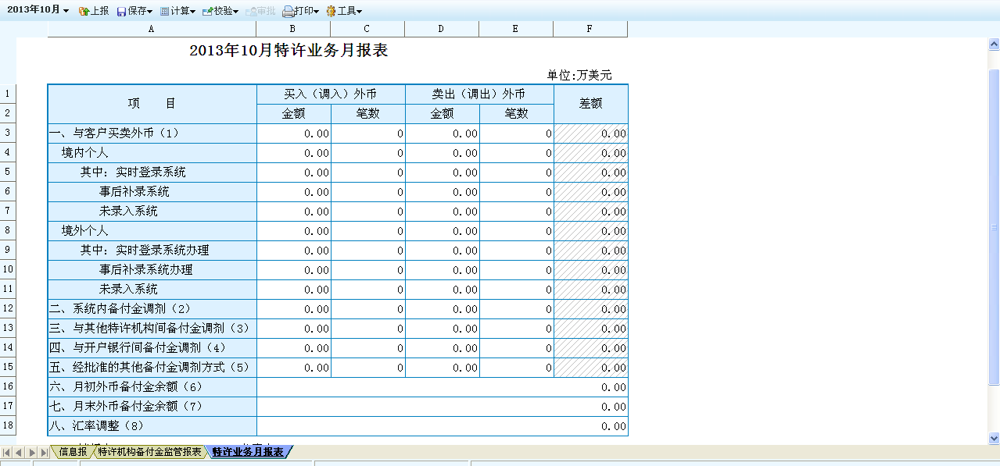 2013年10月 上报 保存 计算 校验 审批 打印 工具
A B C D E F
2013年10月特许业务月报表
单位:万美元
项 目 买入（调入）外币 卖出（调出）外币 差额
1
2 金额 笔数 金额 笔数
3 一、与客户买卖外币（1） 0.00 0 0.00 0 0.00
4 境内个人 0.00 0 0.00 0 0.00
5 其中: 实时登录系统 0.00 0 0.00 0 0.00
6 事后补录系统 0.00 0 0.00 0 0.00
7 未录入系统 0.00 0 0.00 0 0.00
8 境外个人 0.00 0 0.00 0 0.00
9 其中: 实时登录系统办理 0.00 0 0.00 0 0.00
10 事后补录系统办理 0.00 0 0.00 0 0.00
11 未录入系统 0.00 0 0.00 0 0.00
12 二、系统内备付金调剂（2） 0.00 0 0.00 0 0.00
13 三、与其他特许机构间备付金调剂（3） 0.00 0 0.00 0 0.00
14 四、与开户银行间备付金调剂（4） 0.00 0 0.00 0 0.00
15 五、经批准的其他备付金调剂方式（5） 0.00 0 0.00 0 0.00
16 六、月初外币备付金余额（6） 0.00
17 七、月末外币备付金余额（7） 0.00
18 八、汇率调整（8） 0.00
信息报 特许机构备付金监管报表 特许业务月报表